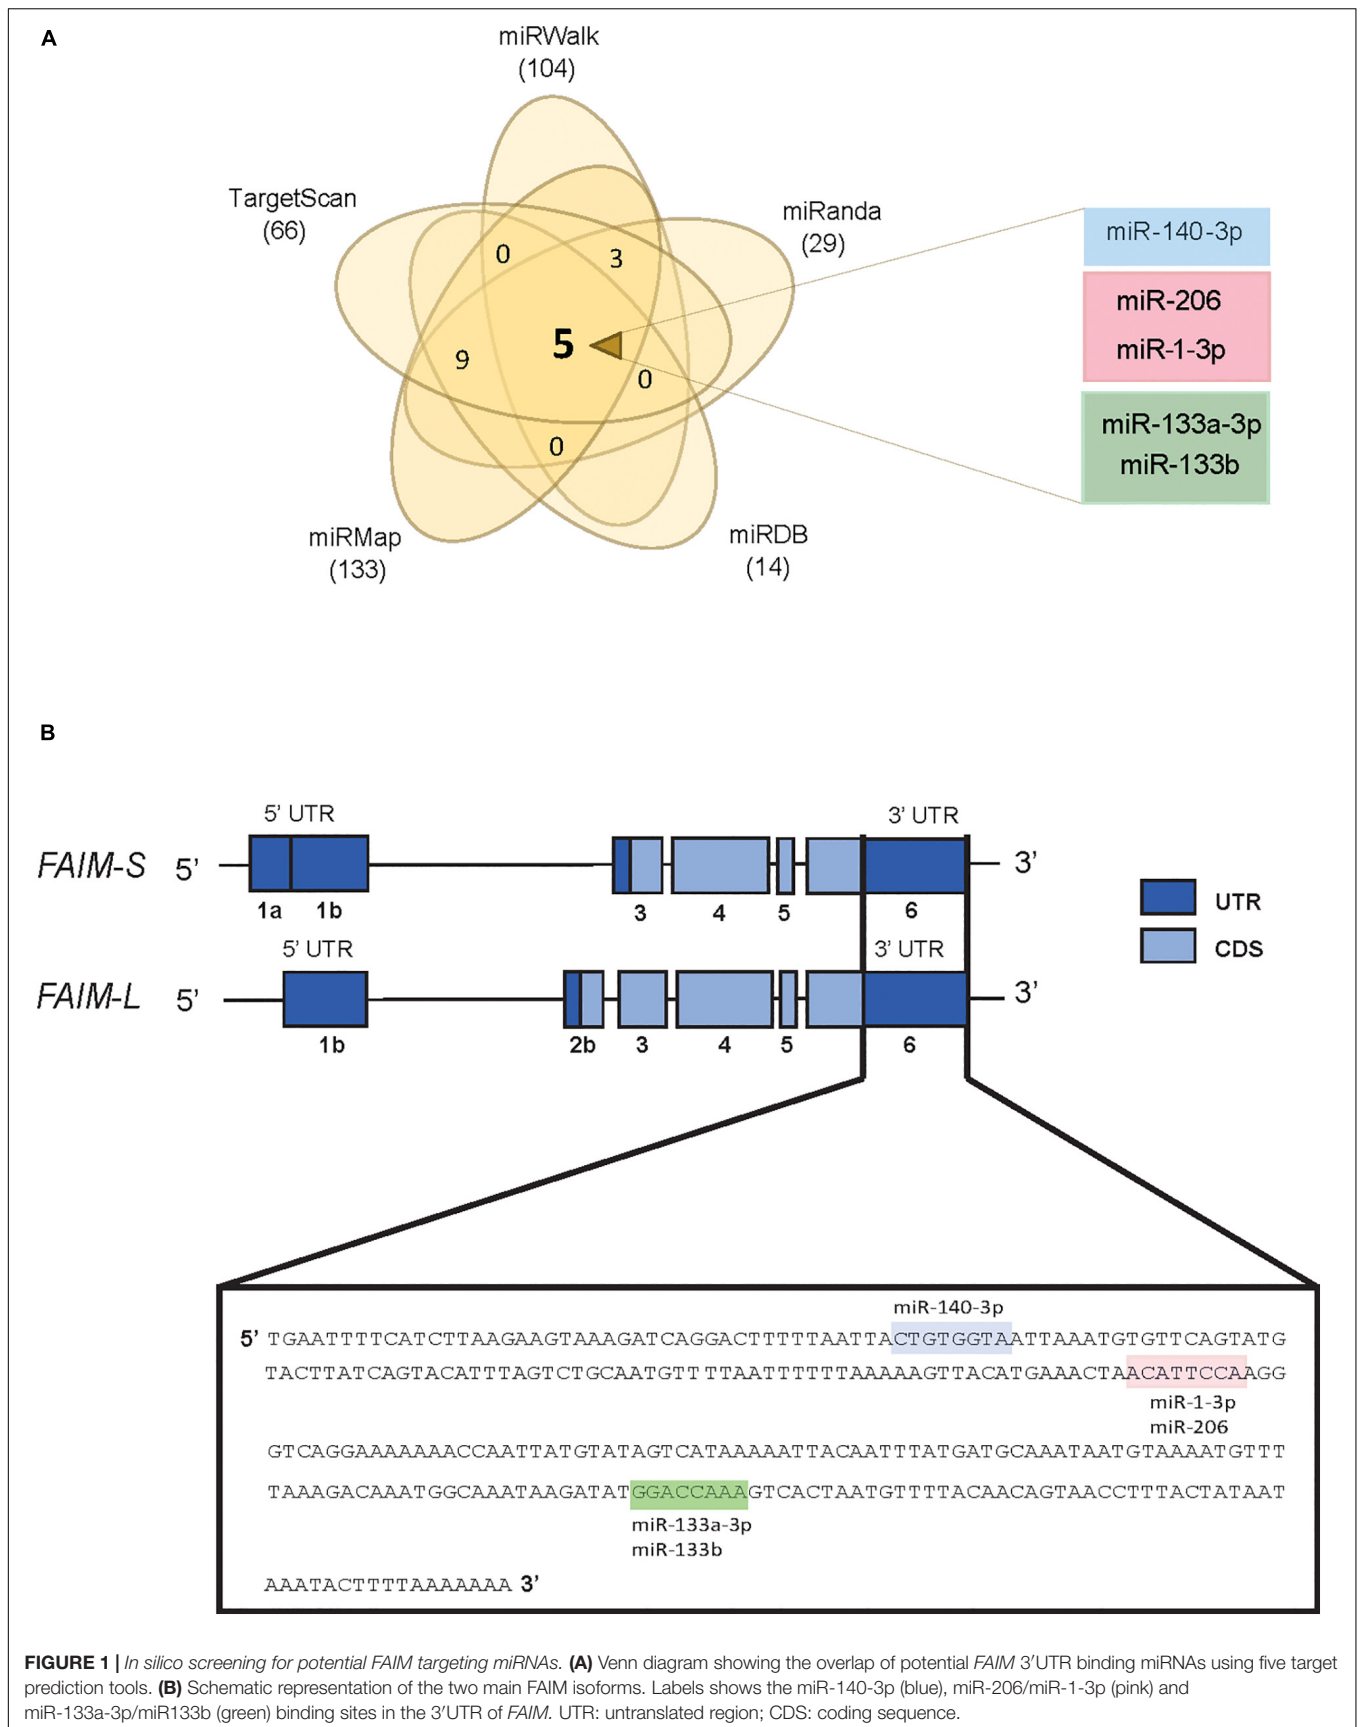 A
miRWalk
(104)
TargetScan
(66)
miRanda
(29)
0
3
5
9
0
0
miRMap
(133)
miRDB
(14)
miR-140-3p
miR-206
miR-1-3p
miR-133a-3p
miR-133b
B
5’ UTR
3’ UTR
FAIM-S 5’ 3’
1a 1b 3 4 5 6
5’ UTR
3’ UTR
FAIM-L 5’ 3’
1b 2b 3 4 5 6
UTR
CDS
miR-140-3p
5’ TGAATTTTCATCTTAAGAAGTAAAGATCAGGACTTTTTAATTACTGTGGTAATTAAATGTGTTCAGTATG
TACTTATCAGTACATTTAGTCTGCAATGTTTTAATTTTTTAAAAAGTTACATGAAACTAACATTCCAAGG
miR-1-3p
miR-206
GTCAGGAAAAAAACCAATTATGTATAGTCATAAAAATTACAATTTATGATGCAAATAATGTAAAATGTTT
TAAAGACAAATGGCAAATAAGATATGGACCAAAGTCACTAATGTTTTACAACAGTAACCTTTACTATAAT
miR-133a-3p
miR-133b
AAATACTTTTAAAAAAA 3’
FIGURE 1 | In silico screening for potential FAIM targeting miRNAs. (A) Venn diagram showing the overlap of potential FAIM 3′UTR binding miRNAs using five target
prediction tools. (B) Schematic representation of the two main FAIM isoforms. Labels shows the miR-140-3p (blue), miR-206/miR-1-3p (pink) and
miR-133a-3p/miR133b (green) binding sites in the 3′UTR of FAIM. UTR: untranslated region; CDS: coding sequence.